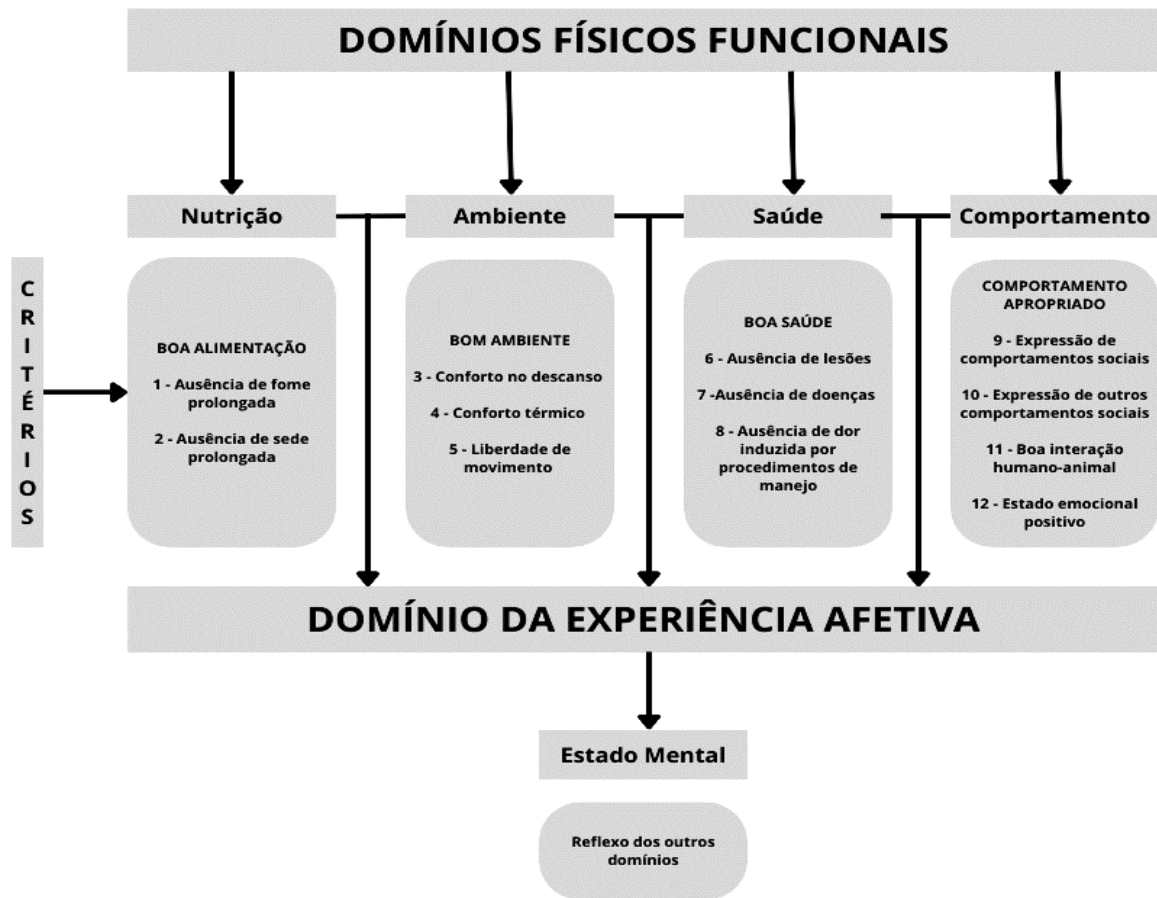 DOMÍNIOS FÍSICOS FUNCIONAIS
Nutrição
Ambiente
Saúde
Comportamento
CRITÉRIOS
BOA ALIMENTAÇÃO
1 - Ausência de fome
prolongada
2 - Ausência de sede
prolongada
BOM AMBIENTE
3 - Conforto no descanso
4 - Conforto térmico
5 - Liberdade de
movimento
BOA SAÚDE
6 - Ausência de lesões
7 -Ausência de doenças
8 - Ausência de dor
induzida por
procedimentos de
manejo
COMPORTAMENTO
APROPRIADO
9 - Expressão de
comportamentos sociais
10 - Expressão de outros
comportamentos sociais
11 - Boa interação
humano-animal
12 - Estado emocional
positivo
DOMÍNIO DA EXPERIÊNCIA AFETIVA
Estado Mental
Reflexo dos outros
domínios